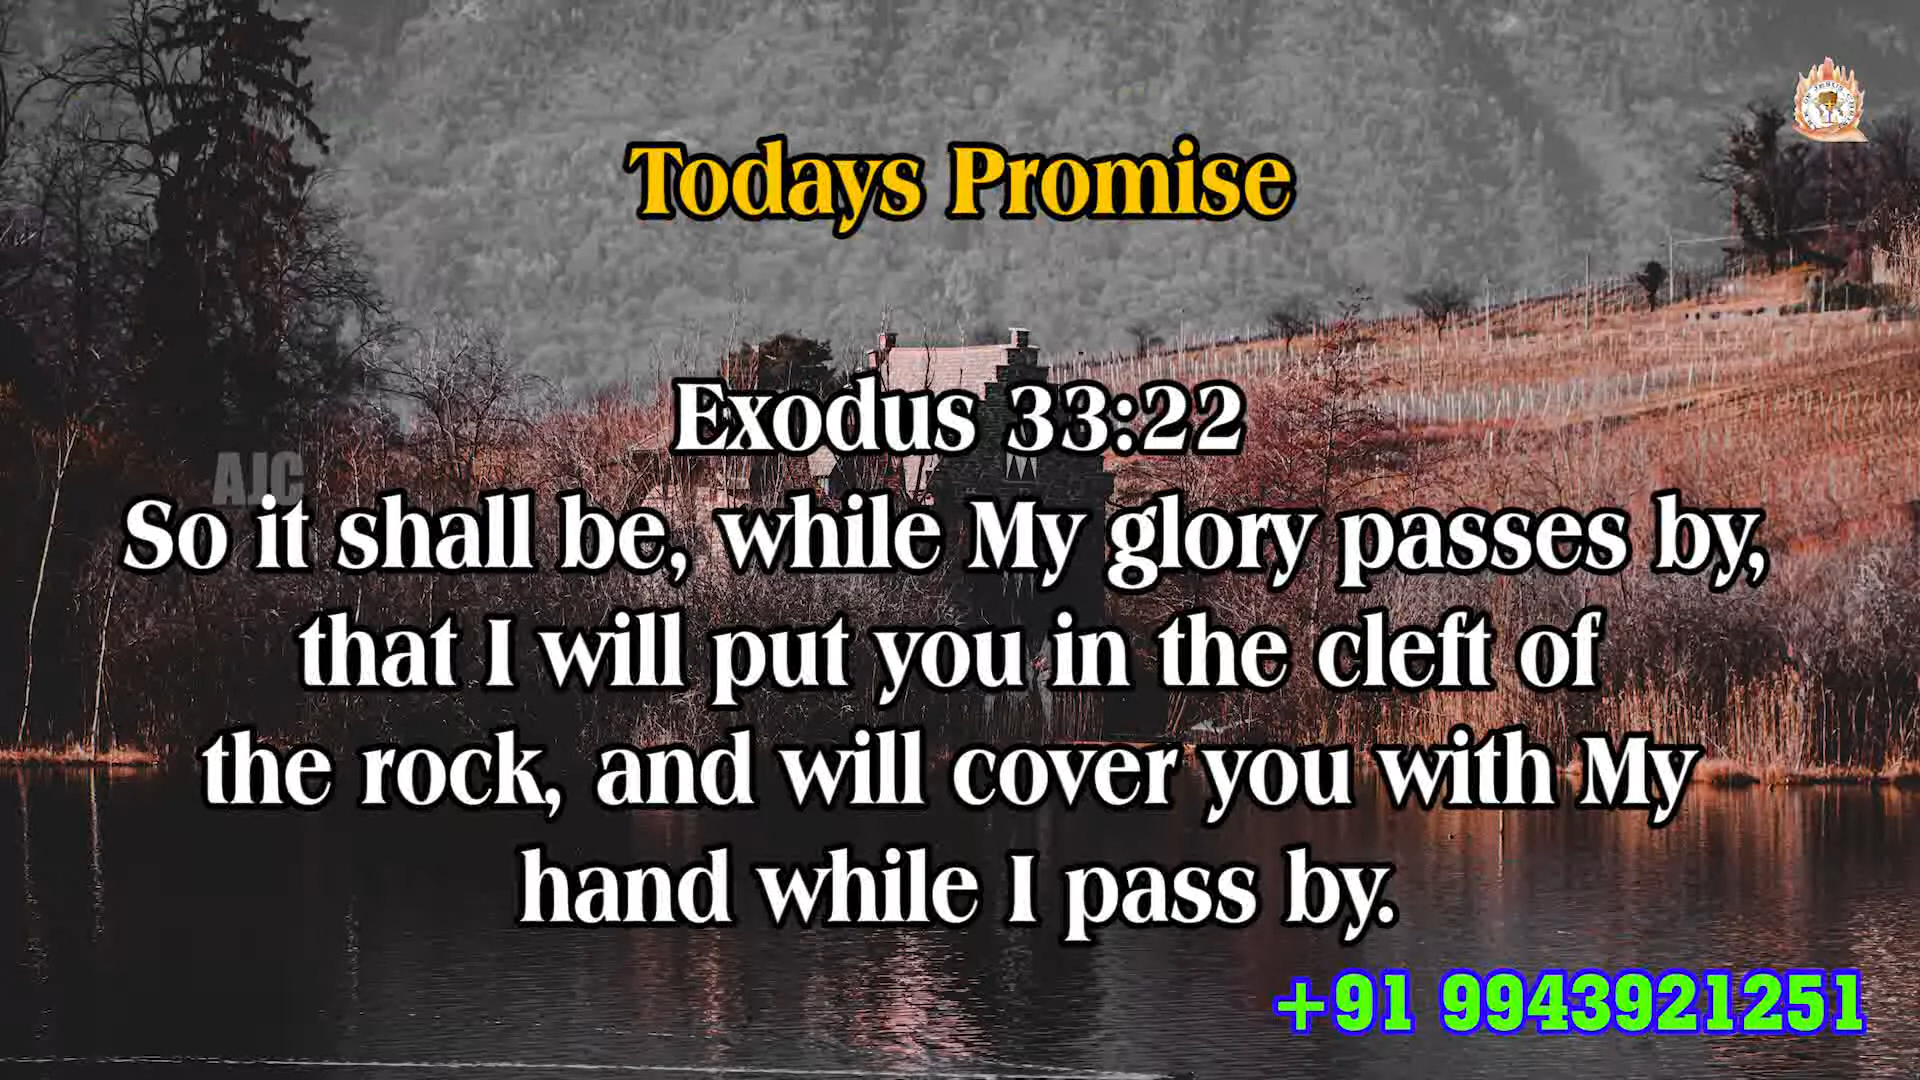 Todays Promise
Exodus 33:22
AJC
So it shall be, while My glory passes by,
that I will put you in the cleft of
the rock, and will cover you with My
hand while I pass by.
+91 9943921251